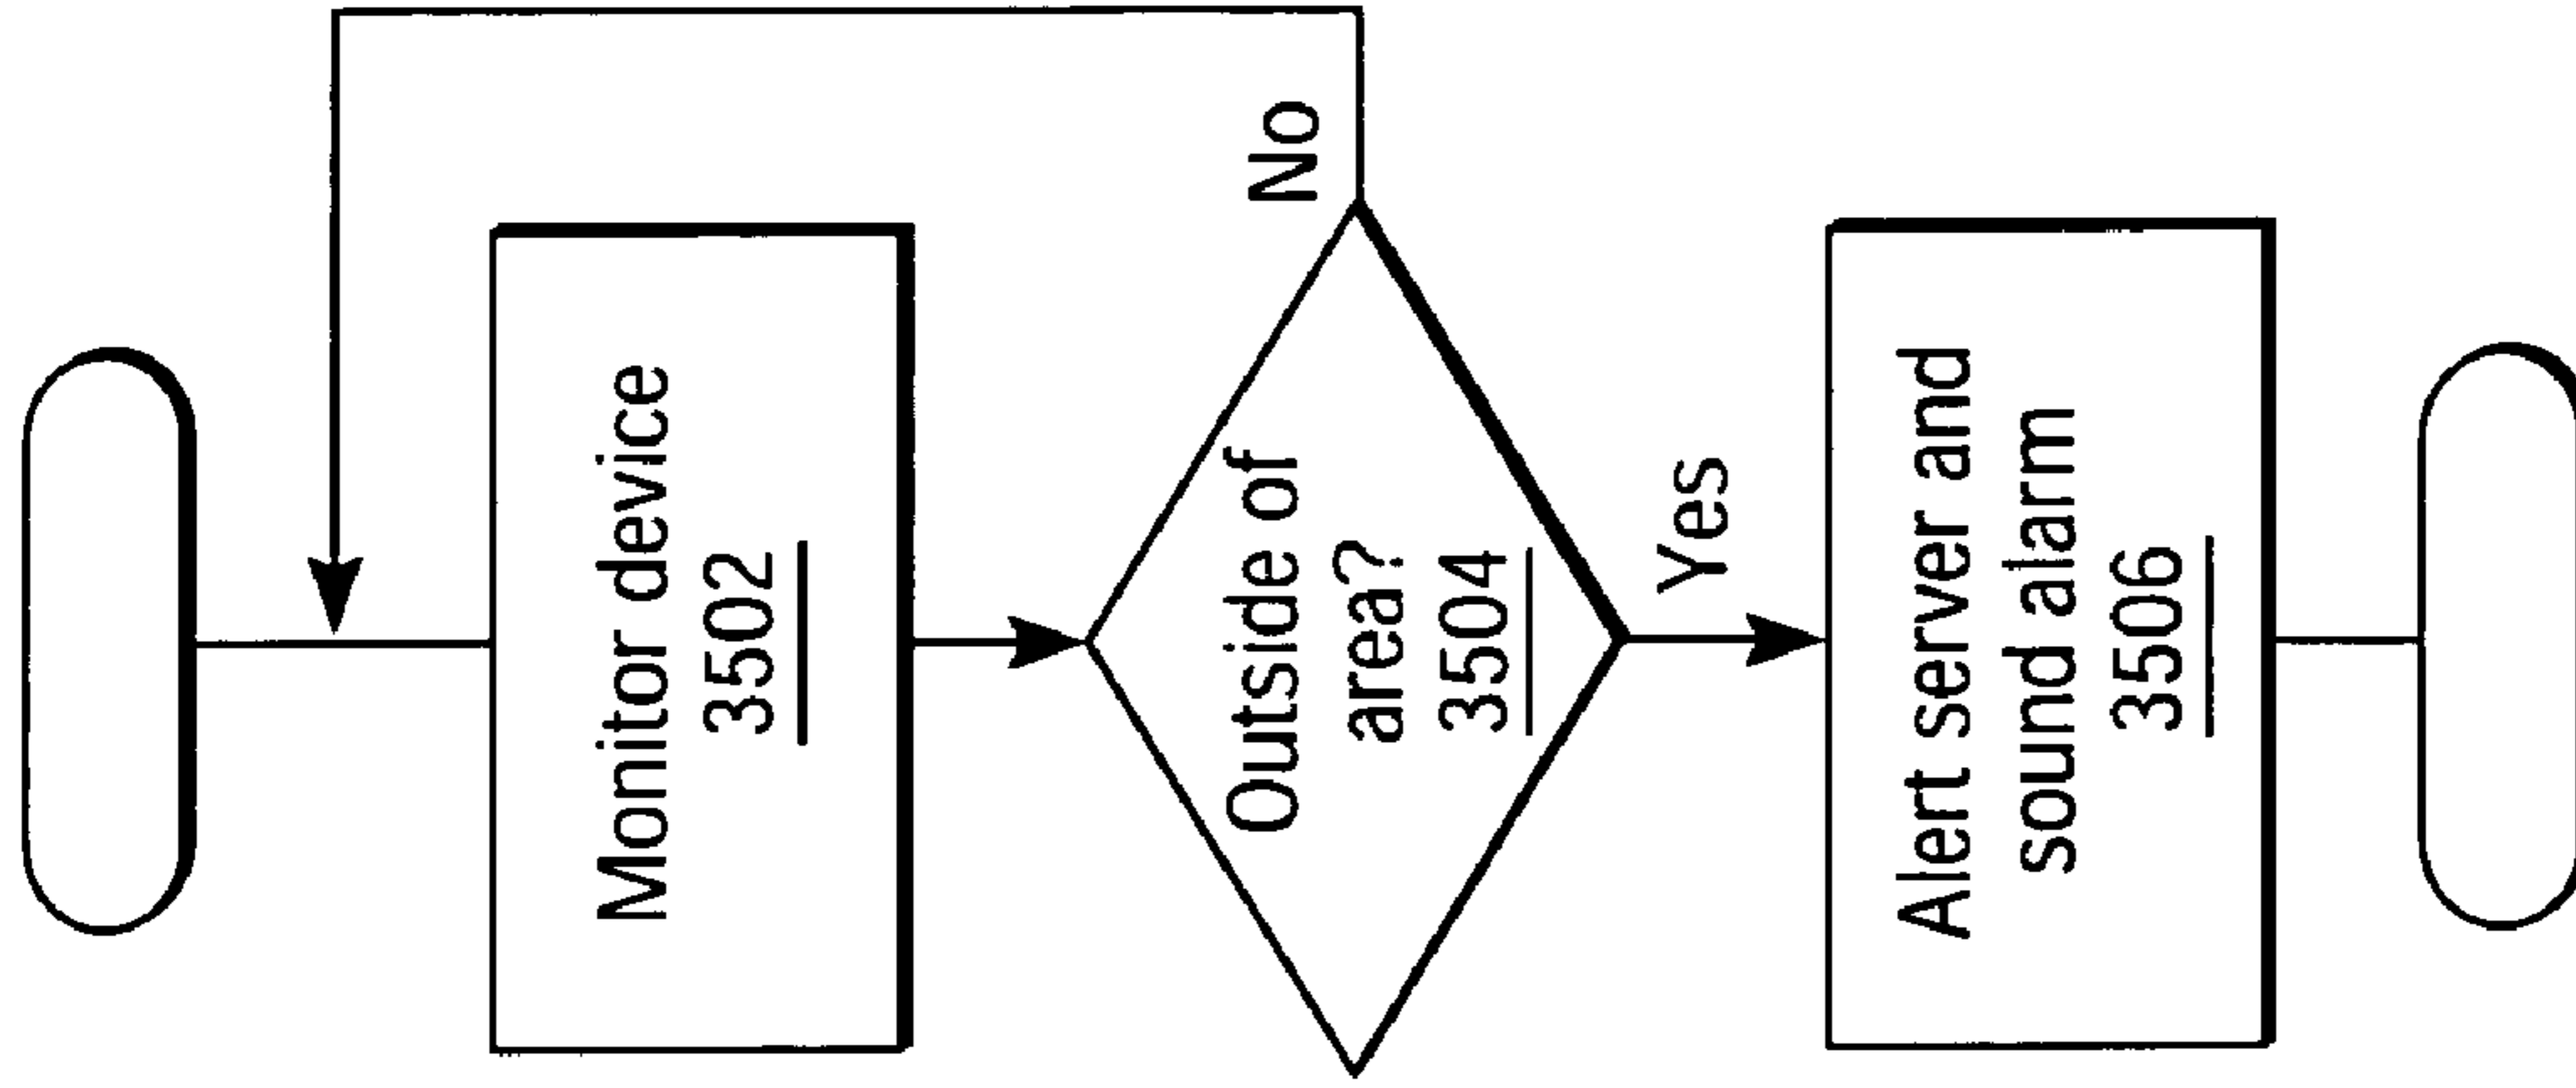 Monitor device
3502
Outside of
area?
3504
No
Yes
Alert server and
sound alarm
3506